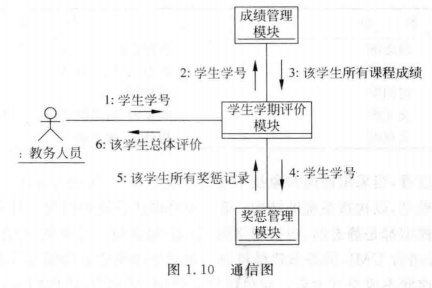 成绩管理
模块
2: 学生学号
3: 该学生所有课程成绩
1: 学生学号
学生学期评价
模块
: 教务人员
6: 该学生总体评价
5: 该学生所有奖惩记录
4: 学生学号
奖惩管理
模块
图 1.10 通信图